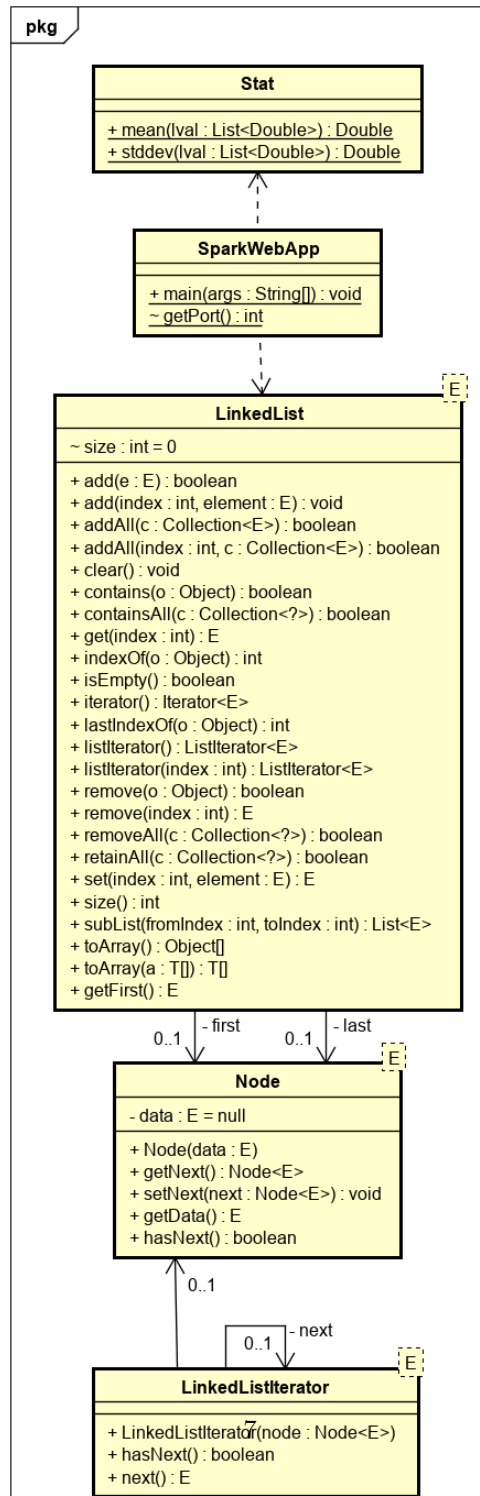 pkg
Stat
+ mean(lval : List<Double>) : Double
+ stddev(lval : List<Double>) : Double
SparkWebApp
+ main(args : String[]) : void
~ getPort() : int
E
LinkedList
~ size : int = 0
+ add(e : E) : boolean
+ add(index : int, element : E) : void
+ addAll(c : Collection<E>) : boolean
+ addAll(index : int, c : Collection<E>) : boolean
+ clear() : void
+ contains(o : Object) : boolean
+ containsAll(c : Collection<?>) : boolean
+ get(index : int) : E
+ indexOf(o : Object) : int
+ isEmpty() : boolean
+ iterator() : Iterator<E>
+ lastIndexOf(o : Object) : int
+ listIterator() : ListIterator<E>
+ listIterator(index : int) : ListIterator<E>
+ remove(o : Object) : boolean
+ remove(index : int) : E
+ removeAll(c : Collection<?>) : boolean
+ retainAll(c : Collection<?>) : boolean
+ set(index : int, element : E) : E
+ size() : int
+ subList(fromIndex : int, toIndex : int) : List<E>
+ toArray() : Object[]
+ toArray(a : T[]) : T[]
+ getFirst() : E
- first
- last
0..1
0..1
E
Node
- data : E = null
+ Node(data : E)
+ getNext() : Node<E>
+ setNext(next : Node<E>) : void
+ getData() : E
+ hasNext() : boolean
0..1
- next
0..1
E
LinkedListIterator
+ LinkedListIterator(node : Node<E>)
7
+ hasNext() : boolean
+ next() : E